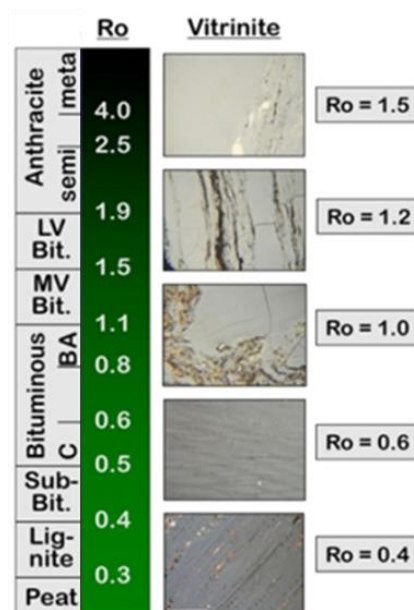 Ro
Vitrinite
Anthracite
meta
semi
LV
Bit.
MV
Bit.
Bituminous
BA
C
Sub-
Bit.
Lig-
nite
Peat
4.0
2.5
1.9
1.5
1.1
0.8
0.6
0.5
0.4
0.3
Ro = 1.5
Ro = 1.2
Ro = 1.0
Ro = 0.6
Ro = 0.4